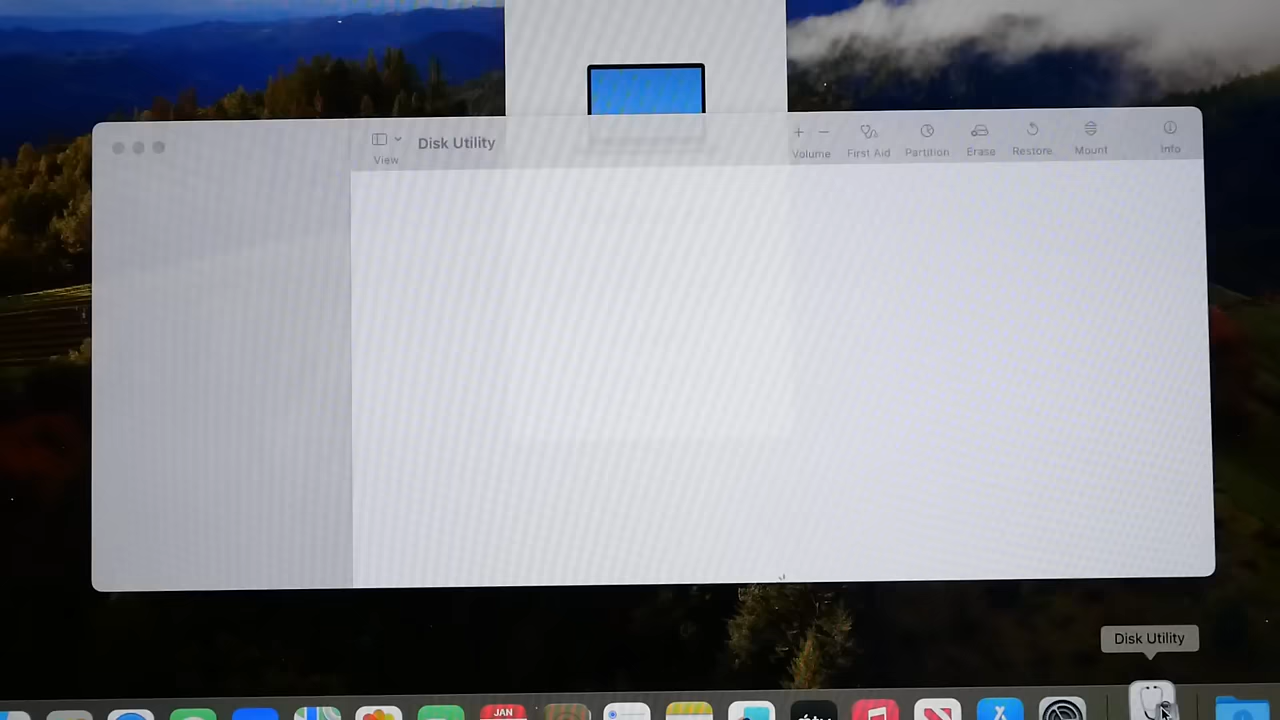 Disk Utility
View
Volume
First Aid
Partition
Erase
Restore
Mount
Info
Disk Utility
JAN